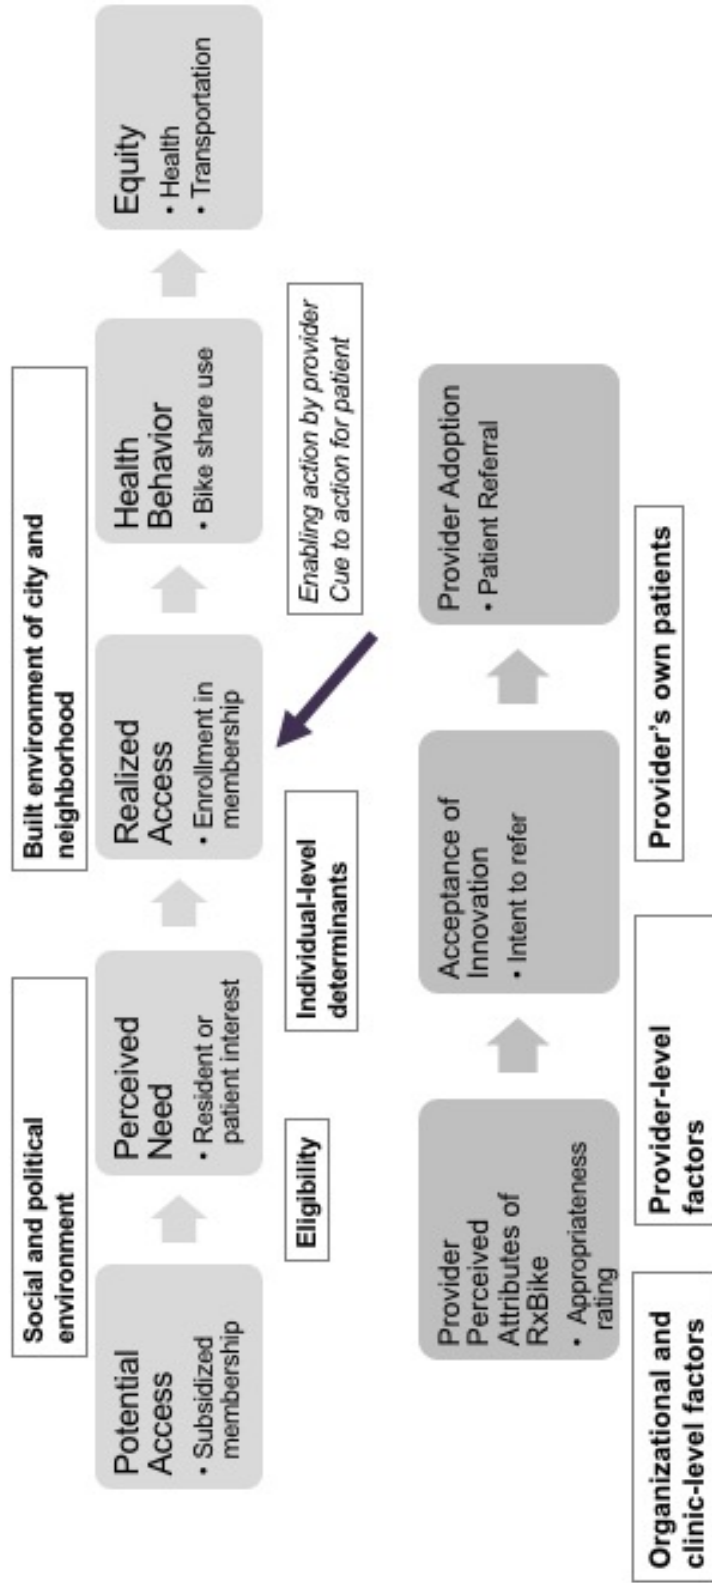 Social and political
environment
Built environment of city and
neighborhood
Potential
Access
• Subsidized
membership
Perceived
Need
• Resident or
patient interest
Realized
Access
• Enrollment in
membership
Health
Behavior
• Bike share use
Equity
• Health
• Transportation
Eligibility
Individual-level
determinants
Enabling action by provider
Cue to action for patient
Provider
Perceived
Attributes of
RxBike
• Appropriateness
rating
Acceptance of
Innovation
• Intent to refer
Provider Adoption
• Patient Referral
Organizational and
clinic-level factors
Provider-level
factors
Provider's own patients